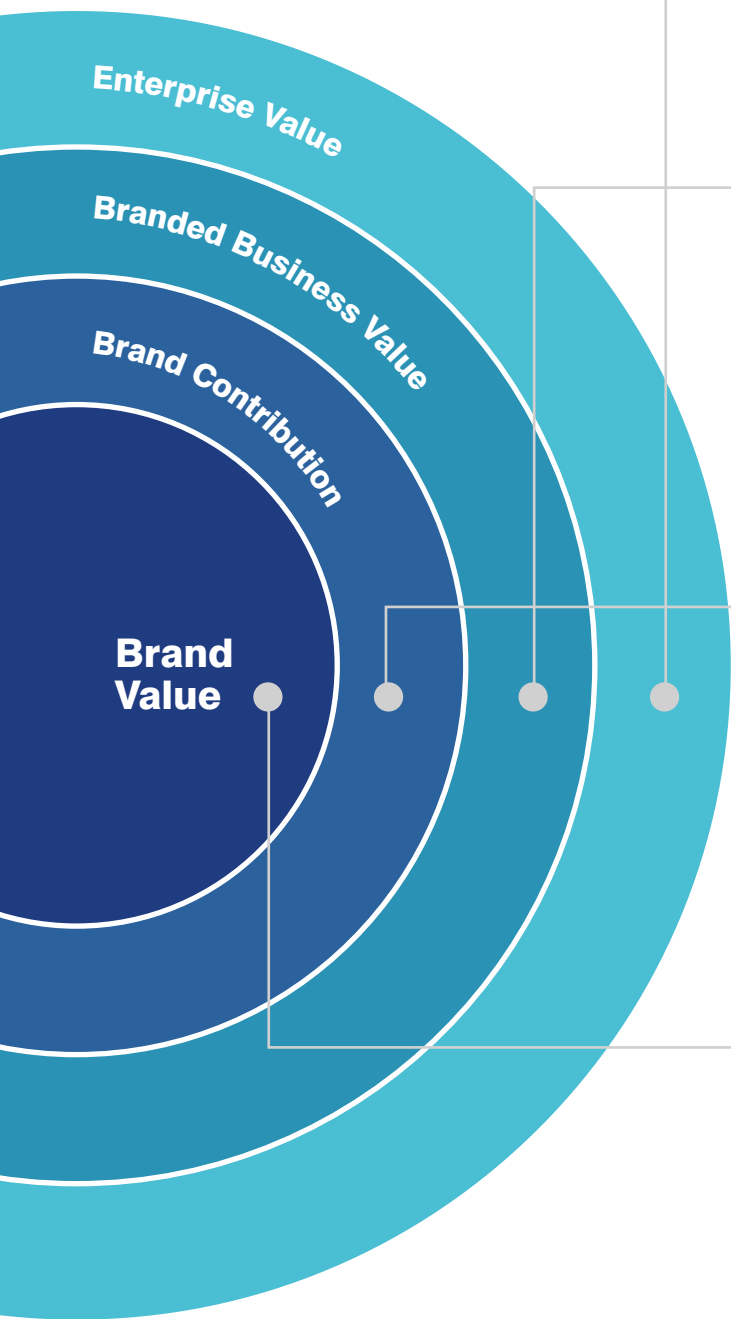 Enterprise Value
Branded Business Value
Brand Contribution
Brand
Value